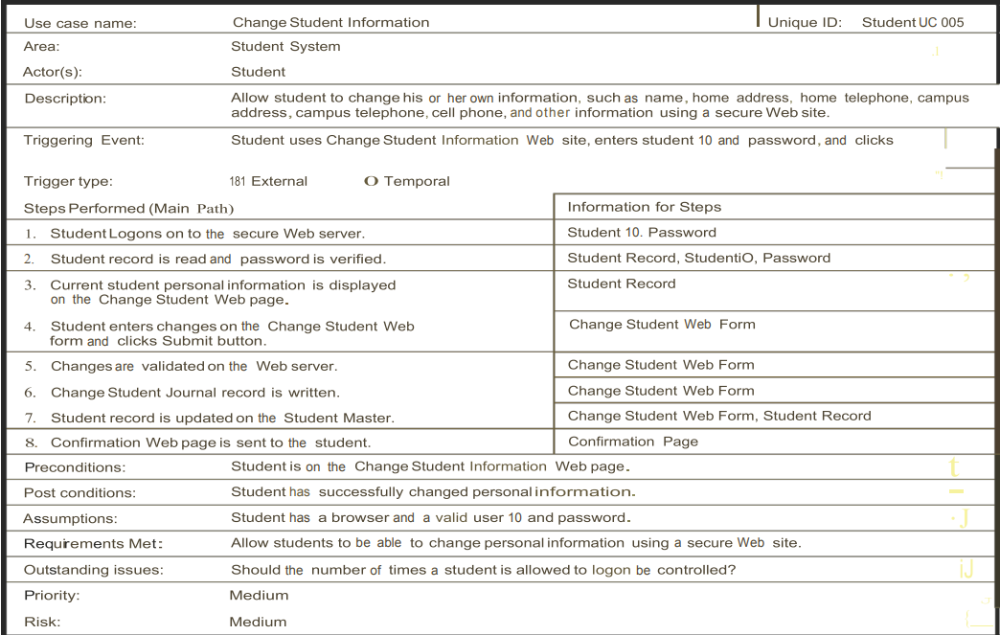 Use case name: Change Student Information Unique ID: Student UC 005
Area: Student System
Actor(s): Student
Description: Allow student to change his or her own information, such as name, home address, home telephone, campus
address, campus telephone, cell phone, and other information using a secure Web site.
Triggering Event: Student uses Change Student Information Web site, enters student 10 and password, and clicks
Trigger type: 181 External O Temporal
Steps Performed (Main Path) Information for Steps
1. Student Logons on to the secure Web server. Student 10. Password
2. Student record is read and password is verified. Student Record, StudentiO, Password
3. Current student personal information is displayed Student Record
on the Change Student Web page.
4. Student enters changes on the Change Student Web Change Student Web Form
form and clicks Submit button.
5. Changes are validated on the Web server. Change Student Web Form
6. Change Student Journal record is written. Change Student Web Form
7. Student record is updated on the Student Master. Change Student Web Form, Student Record
8. Confirmation Web page is sent to the student. Confirmation Page
Preconditions: Student is on the Change Student Information Web page.
Post conditions: Student has successfully changed personal information.
Assumptions: Student has a browser and a valid user 10 and password.
Requirements Met: Allow students to be able to change personal information using a secure Web site.
Outstanding issues: Should the number of times a student is allowed to logon be controlled?
Priority: Medium
Risk: Medium